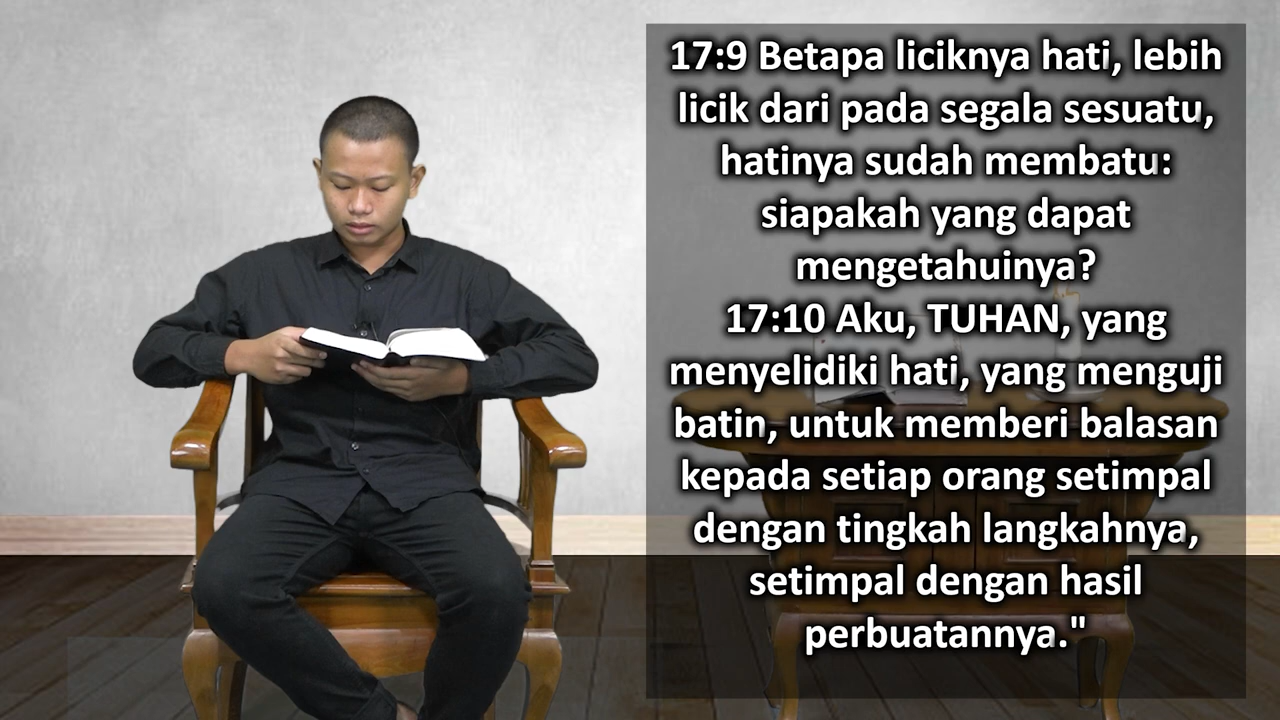 17:9 Betapa liciknya hati, lebih
licik dari pada segala sesuatu,
hatinya sudah membatu:
siapakah yang dapat
mengetahuinya?
17:10 Aku, TUHAN, yang
menyelidiki hati, yang menguji
batin, untuk memberi balasan
kepada setiap orang setimpal
dengan tingkah langkahnya,
setimpal dengan hasil
perbuatannya."